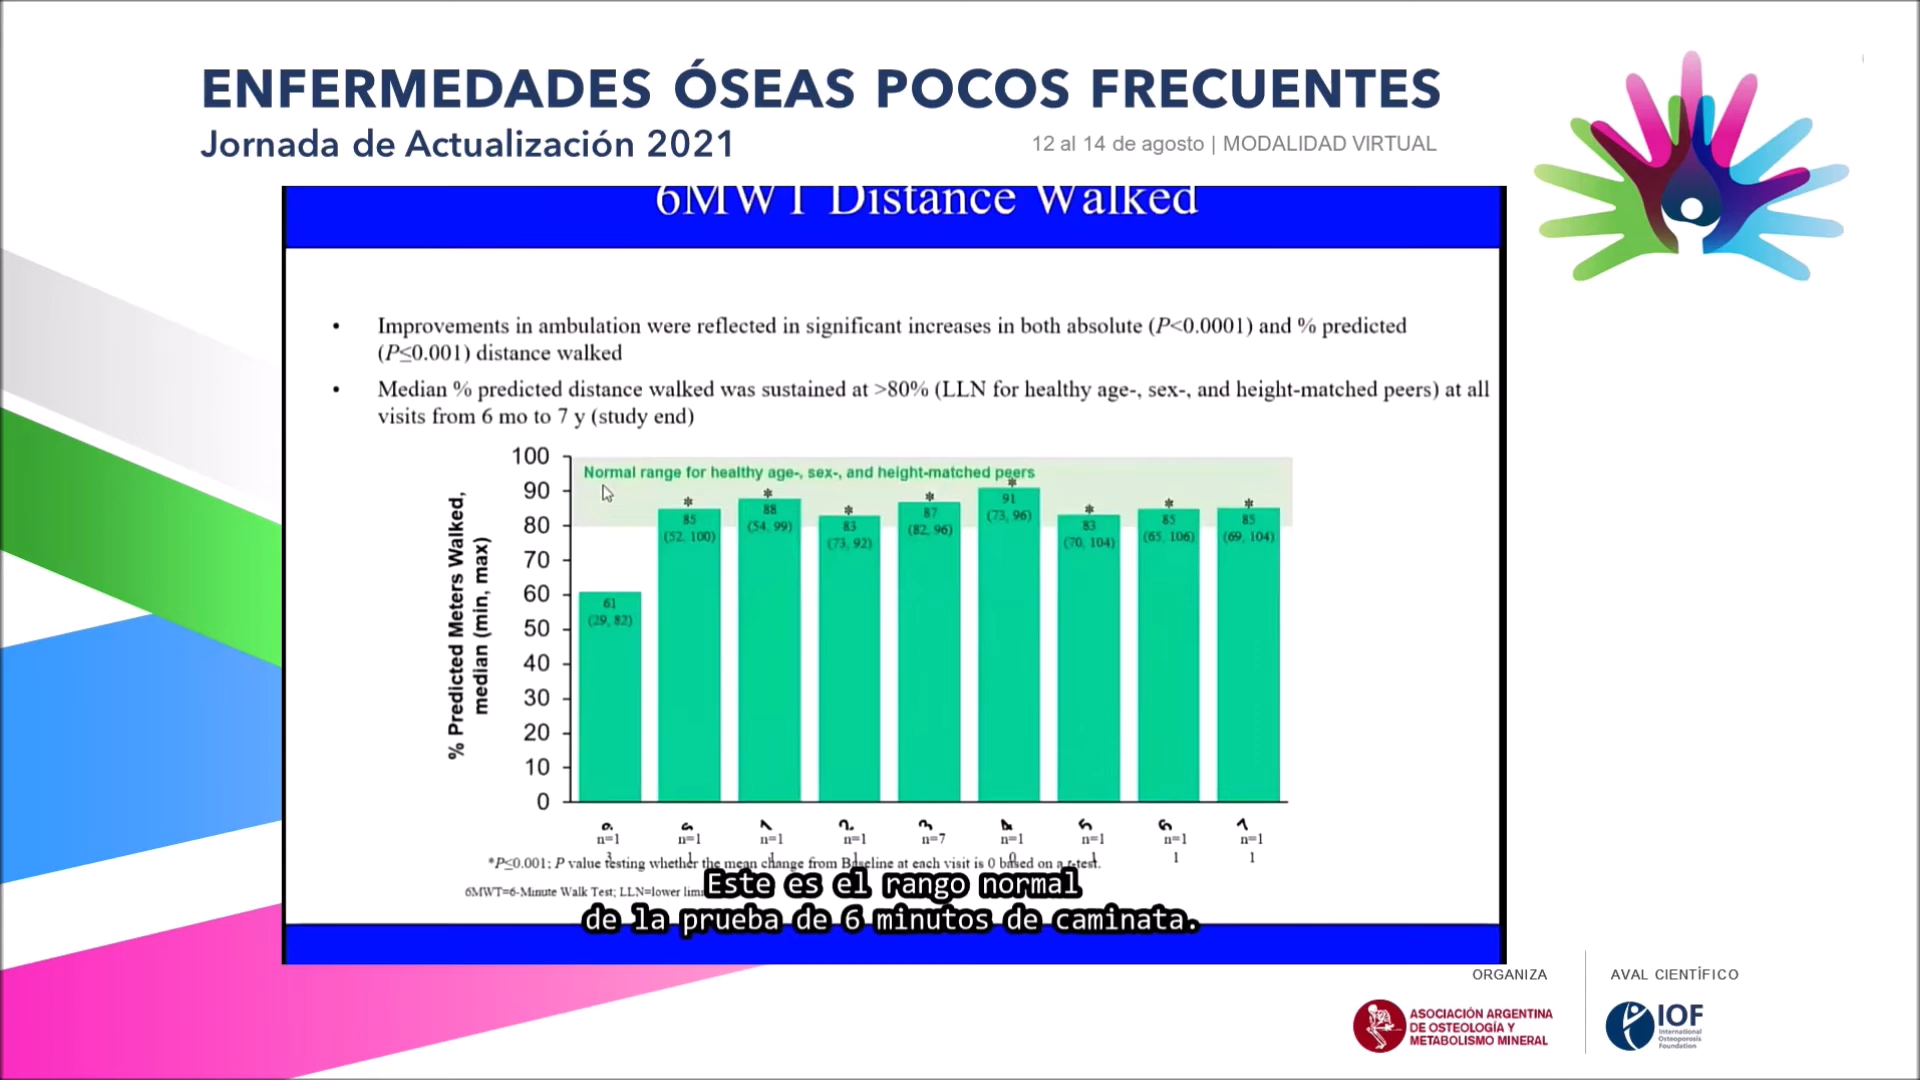 ENFERMEDADES ÓSEAS POCOS FRECUENTES
Jornada de Actualización 2021
12 al 14 de agosto | MODALIDAD VIRTUAL
6MWT Distance Walked
• Improvements in ambulation were reflected in significant increases in both absolute (P<0.0001) and % predicted
(P≤0.001) distance walked
• Median % predicted distance walked was sustained at >80% (LLN for healthy age-, sex-, and height-matched peers) at all
visits from 6 mo to 7 y (study end)
% Predicted Meters Walked,
median (min, max)
100
90
80
70
60
50
40
30
20
10
0
Normal range for healthy age-, sex-, and height-matched peers
61
(29, 82)
*
85
(52, 100)
*
88
(54, 99)
*
83
(73, 92)
*
87
(82, 96)
*
91
(73, 96)
*
83
(70, 104)
*
85
(65, 106)
*
85
(69, 104)
n=1 n=1 n=1 n=1 n=7 n=1 n=1 n=1 n=1
1 1
*P≤0.001; P value testing whether the mean change from Baseline at each visit is 0 based on a t-test.
6MWT=6-Minute Walk Test; LLN=lower
Este es el rango normal
de la prueba de 6 minutos de caminata.
ORGANIZA
ASOCIACIÓN ARGENTINA
DE OSTEOLOGÍA Y
METABOLISMO MINERAL
AVAL CIENTÍFICO
IOF
International
Osteoporosis
Foundation